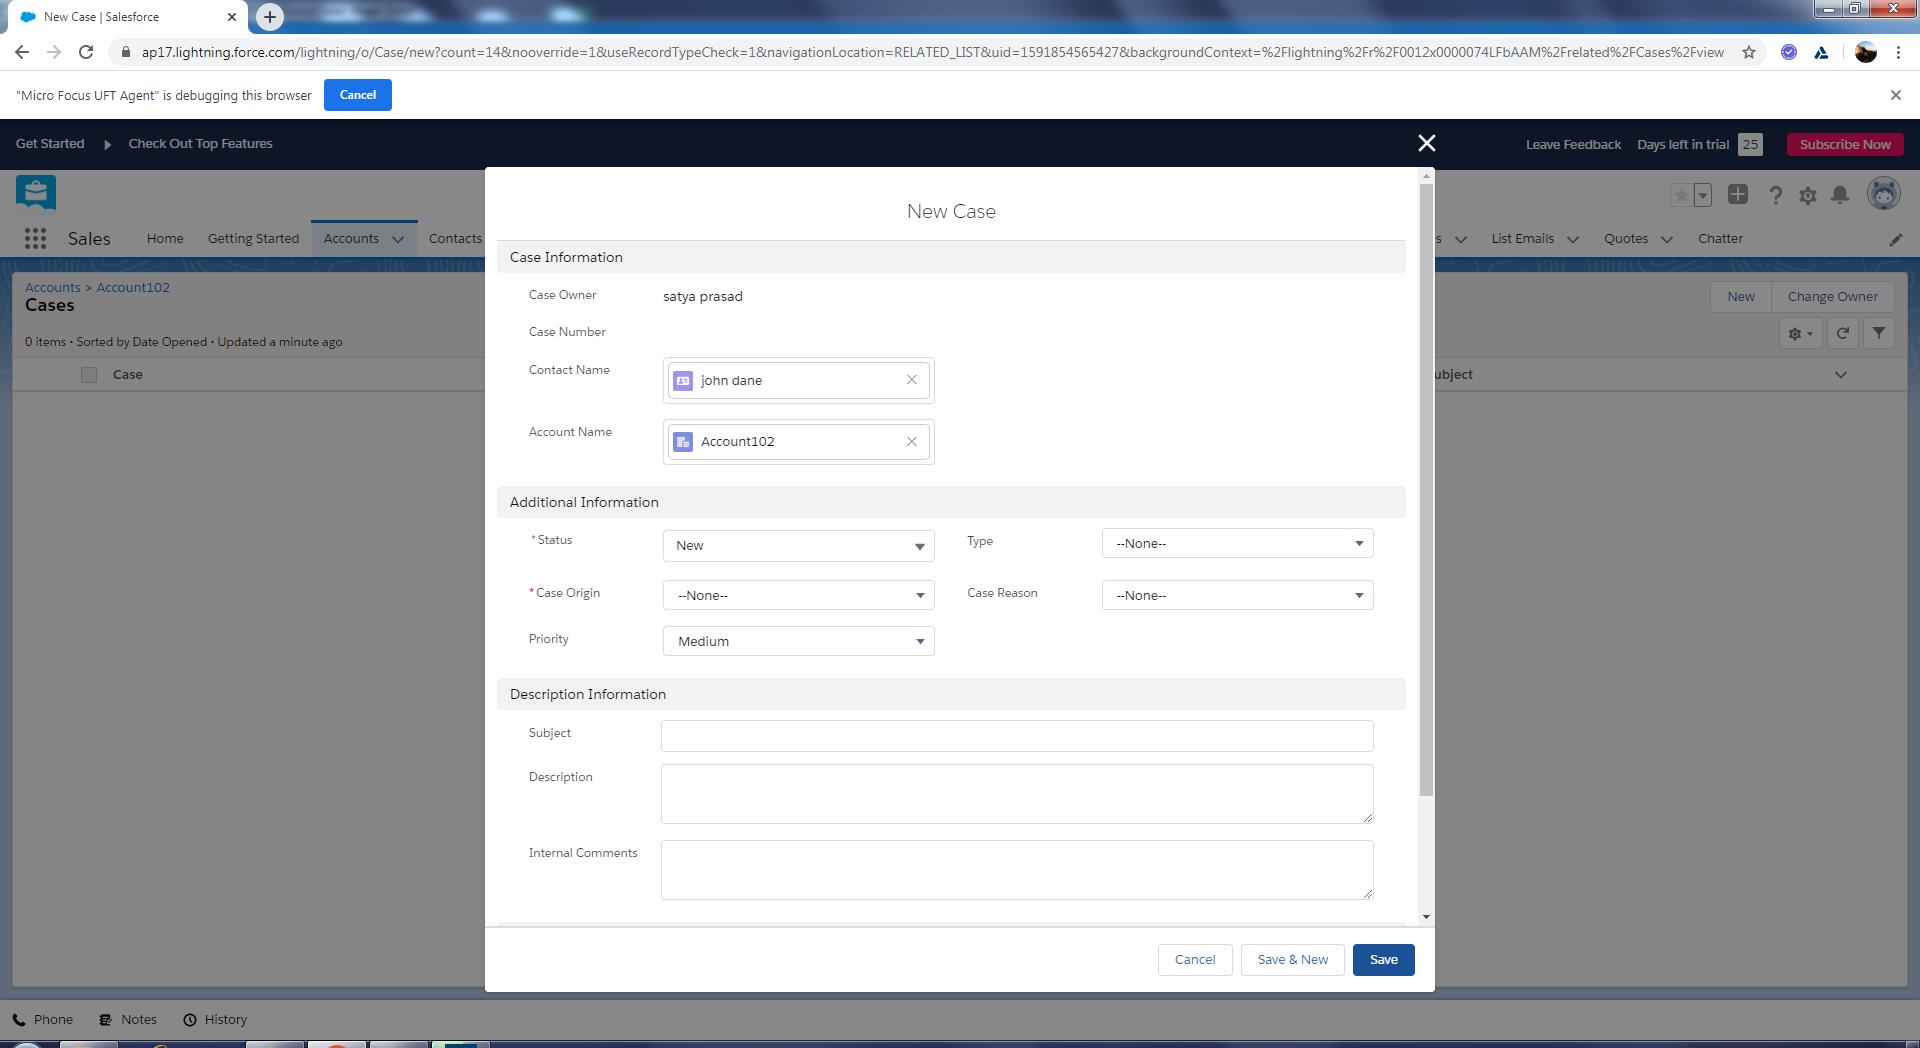 New Case | Salesforce
ap17.lightning.force.com/lightning/o/Case/new?count=14&nooverride=1&useRecordTypeCheck=1&navigationLocation=RELATED_LIST&uid=1591854565427&backgroundContext=%2Flightning%2Fr%2F0012x0000074LFbAAM%2Frelated%2FCases%2Fview
"Micro Focus UFT Agent" is debugging this browser Cancel
Get Started Check Out Top Features Leave Feedback Days left in trial 25 Subscribe Now
Sales Home Getting Started Accounts Contacts s List Emails Quotes Chatter
Accounts > Account102
Cases
New Change Owner
0 items • Sorted by Date Opened • Updated a minute ago
Case ubject
New Case
Case Information
Case Owner satya prasad
Case Number
Contact Name john dane
Account Name Account102
Additional Information
*Status New Type --None--
*Case Origin --None-- Case Reason --None--
Priority Medium
Description Information
Subject
Description
Internal Comments
Cancel Save & New Save
Phone Notes History